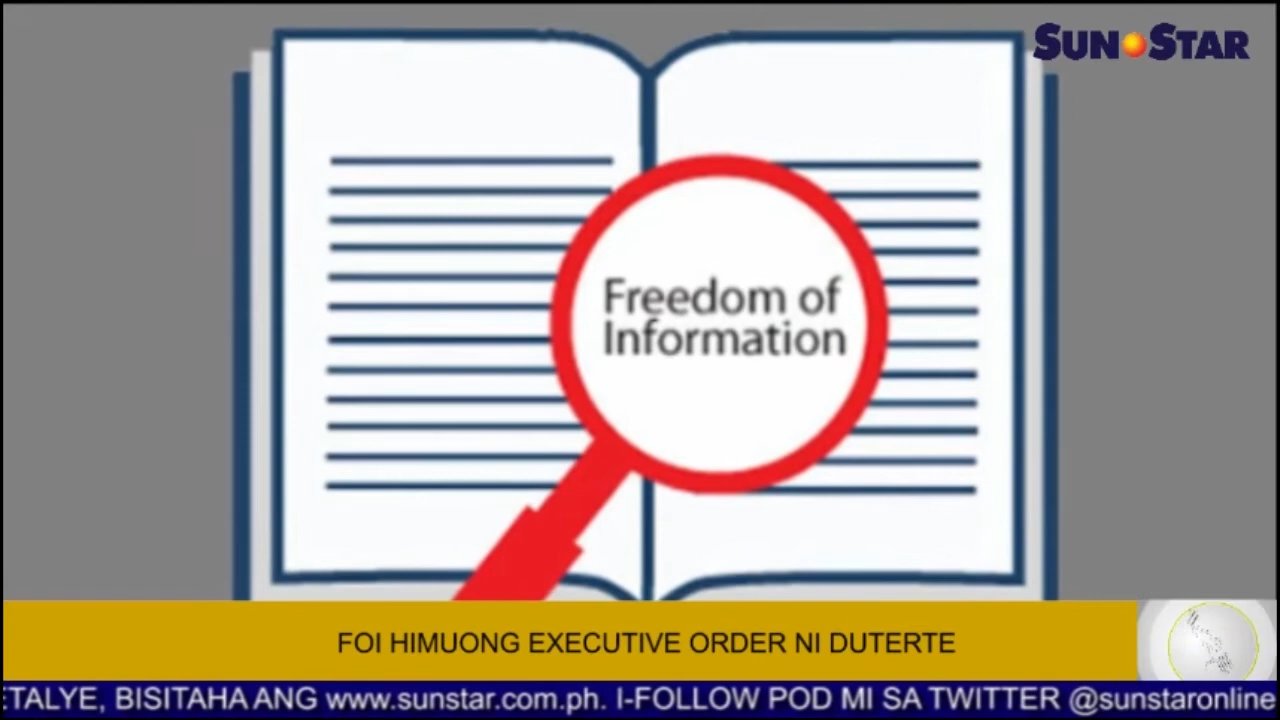 SUN STAR
Freedom of
Information
FOI HIMUONG EXECUTIVE ORDER NI DUTERTE
ETALYE, BISITAHA ANG www.sunstar.com.ph. I-FOLLOW POD MI SA TWITTER @sunstaronline